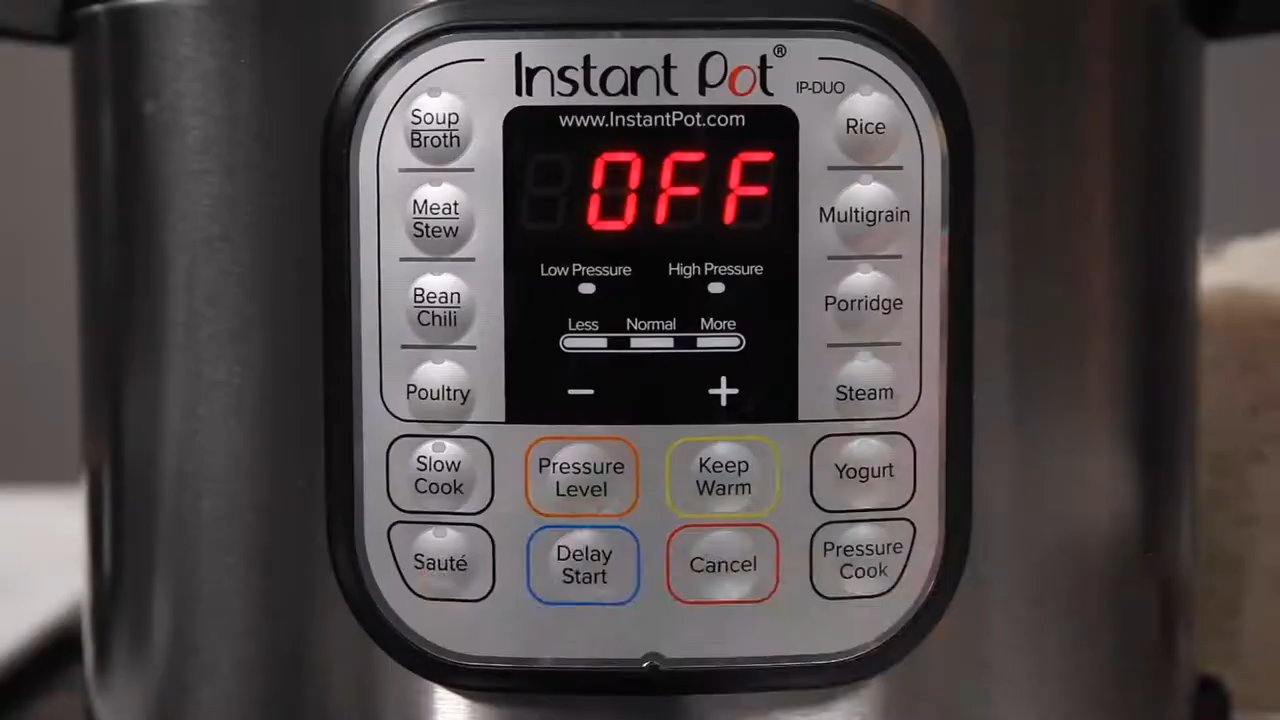 Instant Pot®
IP-DUO
www.InstantPot.com
OFF
Low Pressure
High Pressure
Less
Normal
More
−
+
Soup
Broth
Meat
Stew
Bean
Chili
Poultry
Rice
Multigrain
Porridge
Steam
Slow
Cook
Pressure
Level
Keep
Warm
Yogurt
Sauté
Delay
Start
Cancel
Pressure
Cook